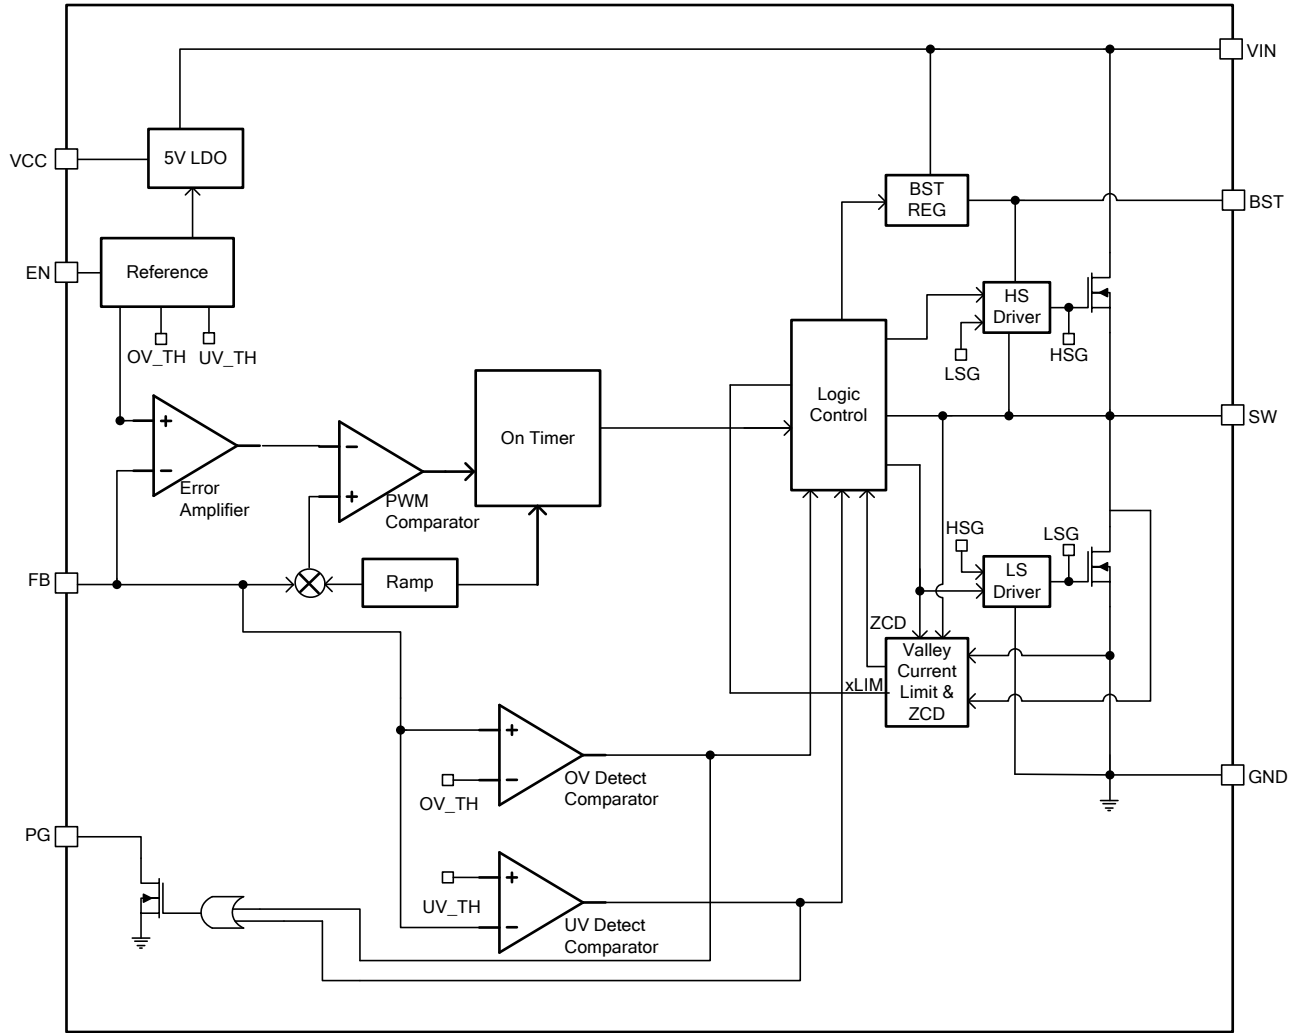 VIN
VCC
5V LDO
BST
REG
BST
EN
Reference
HS
Driver
OV_TH
UV_TH
LSG
HSG
Logic
Control
SW
+
−
Error
Amplifier
−
+
PWM
Comparator
On Timer
HSG
LSG
FB
Ramp
LS
Driver
ZCD
Valley
Current
Limit &
ZCD
xLIM
+
−
OV_TH
OV Detect
Comparator
GND
PG
+
−
UV_TH
UV Detect
Comparator